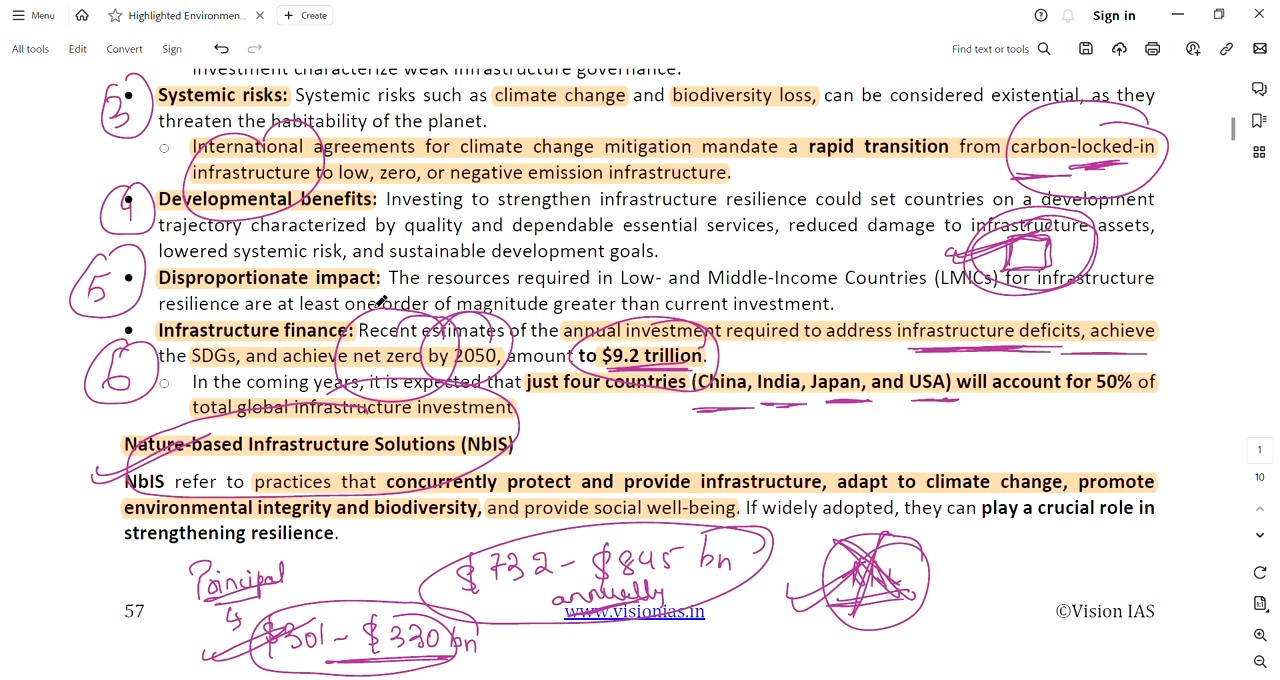 Menu
Highlighted Environmen...
Create
Sign in
All tools Edit Convert Sign
Find text or tools
investment characterize weak infrastructure governance.
3
• Systemic risks: Systemic risks such as climate change and biodiversity loss, can be considered existential, as they
threaten the habitability of the planet.
○ International agreements for climate change mitigation mandate a rapid transition from carbon-locked-in
infrastructure to low, zero, or negative emission infrastructure.
4
• Developmental benefits: Investing to strengthen infrastructure resilience could set countries on a development
trajectory characterized by quality and dependable essential services, reduced damage to infrastructure assets,
lowered systemic risk, and sustainable development goals.
5
• Disproportionate impact: The resources required in Low- and Middle-Income Countries (LMICs) for infrastructure
resilience are at least one order of magnitude greater than current investment.
6
• Infrastructure finance: Recent estimates of the annual investment required to address infrastructure deficits, achieve
the SDGs, and achieve net zero by 2050, amount to $9.2 trillion.
○ In the coming years, it is expected that just four countries (China, India, Japan, and USA) will account for 50% of
total global infrastructure investment
Nature-based Infrastructure Solutions (NbIS)
NbIS refer to practices that concurrently protect and provide infrastructure, adapt to climate change, promote
environmental integrity and biodiversity, and provide social well-being. If widely adopted, they can play a crucial role in
strengthening resilience.
$732 - $845 bn
annually
Principal
$301 - $330 bn
57
www.visionias.in
©Vision IAS
1
10